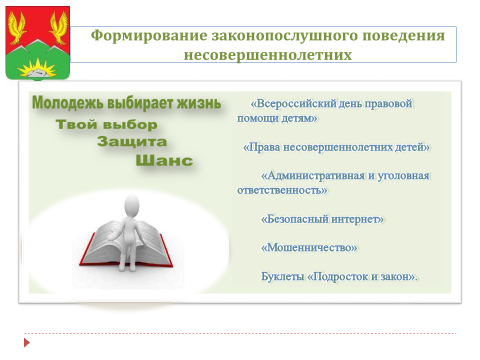 Формирование законопослушного поведения
несовершеннолетних
Молодежь выбирает жизнь
Твой выбор
Защита
Шанс
«Всероссийский день правовой
помощи детям»
«Права несовершеннолетних детей»
«Административная и уголовная
ответственность»
«Безопасный интернет»
«Мошенничество»
Буклеты «Подросток и закон».